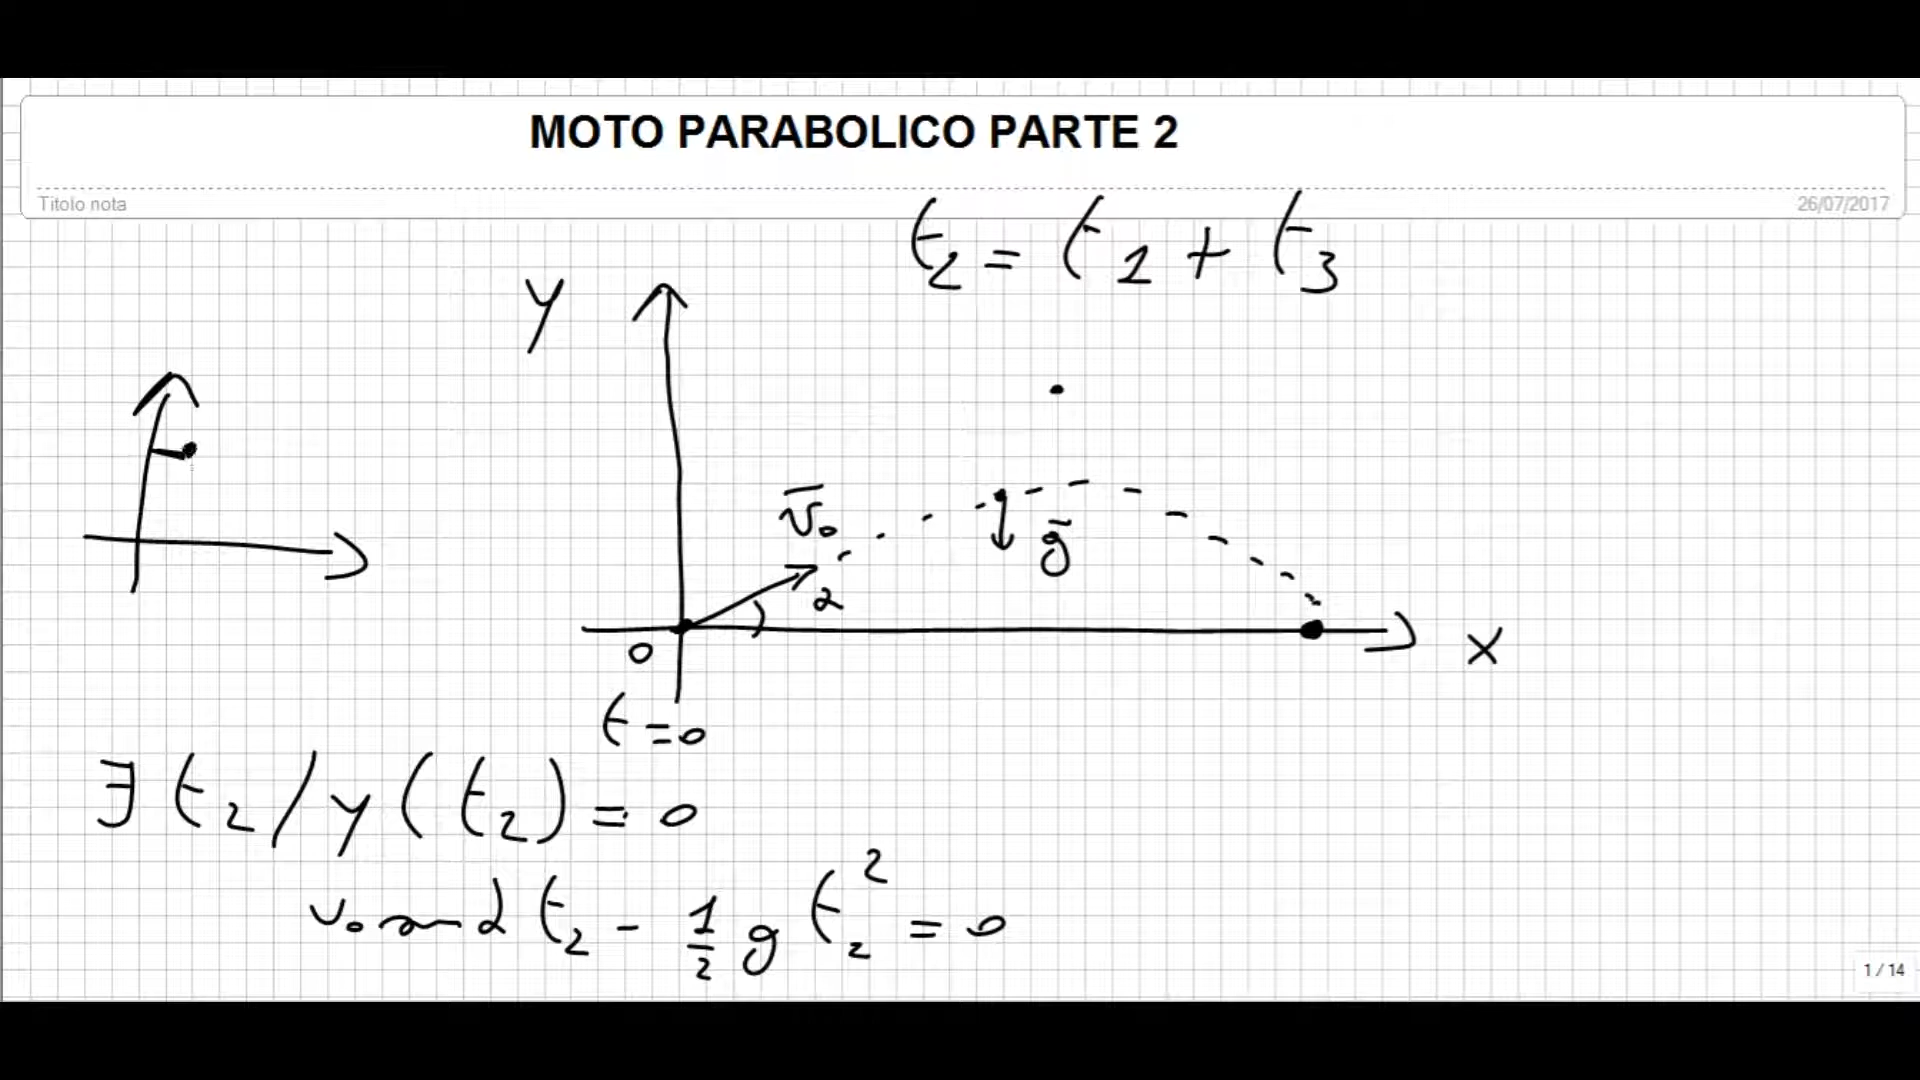 MOTO PARABOLICO PARTE 2
Titolo nota
26/07/2017
t₂ = t₁ + t₃
y
v̄₀
ḡ
α
0
x
t = 0
∃ t₂ / y(t₂) = 0
v₀ sen α t₂ - 1/2 g t₂² = 0
1 / 14